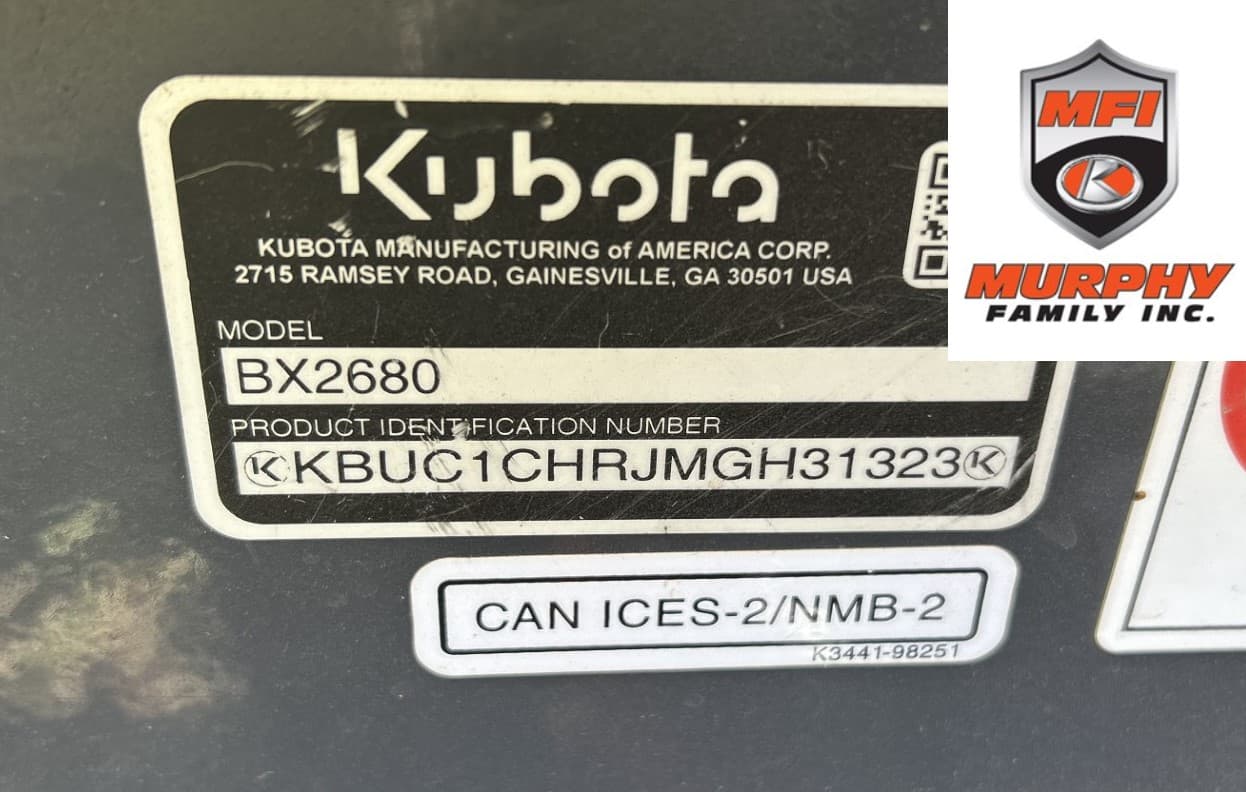 Kubota
KUBOTA MANUFACTURING of AMERICA CORP.
2715 RAMSEY ROAD, GAINESVILLE, GA 30501 USA
MODEL
BX2680
PRODUCT IDENTIFICATION NUMBER
KBUC1CHRJMGH31323
CAN ICES-2/NMB-2
K3441-98251
MFI
MURPHY
FAMILY INC.